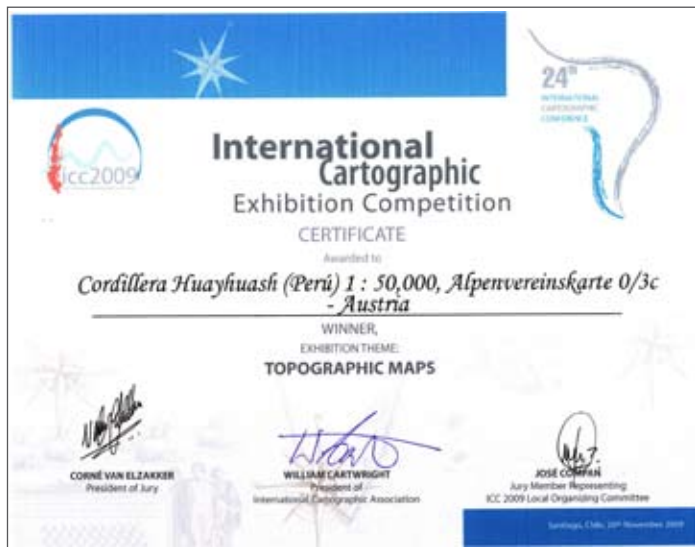 24th
INTERNATIONAL
CARTOGRAPHIC
CONFERENCE
icc2009
International
Cartographic
Exhibition Competition
CERTIFICATE
Awarded to
Cordillera Huayhuash (Perú) 1 : 50,000, Alpenvereinskarte 0/3c
- Austria
WINNER,
EXHIBITION THEME:
TOPOGRAPHIC MAPS
CORNÉ VAN ELZAKKER
President of Jury
WILLIAM CARTWRIGHT
President of
International Cartographic Association
JOSÉ COMPAÑ
Jury Member Representing
ICC 2009 Local Organizing Committee
Santiago, Chile, 20th November 2009